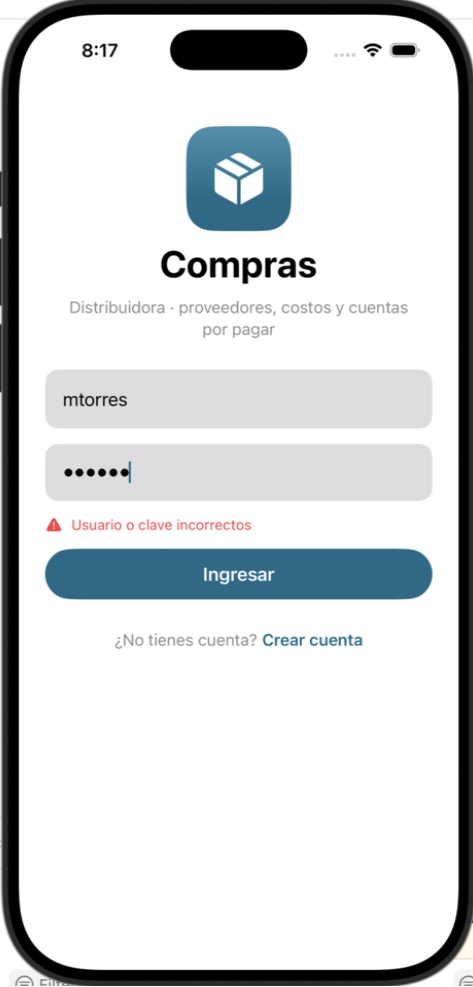 8:17
Compras
Distribuidora · proveedores, costos y cuentas
por pagar
mtorres
••••••
Usuario o clave incorrectos
Ingresar
¿No tienes cuenta? Crear cuenta